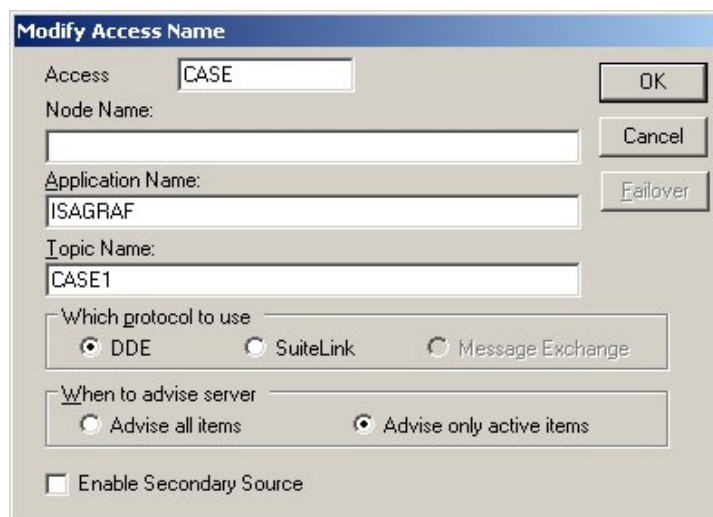 Modify Access Name
Access CASE OK
Node Name:
Cancel
Application Name:
ISAGRAF Failover
Topic Name:
CASE1
Which protocol to use
DDE SuiteLink Message Exchange
When to advise server
Advise all items Advise only active items
Enable Secondary Source